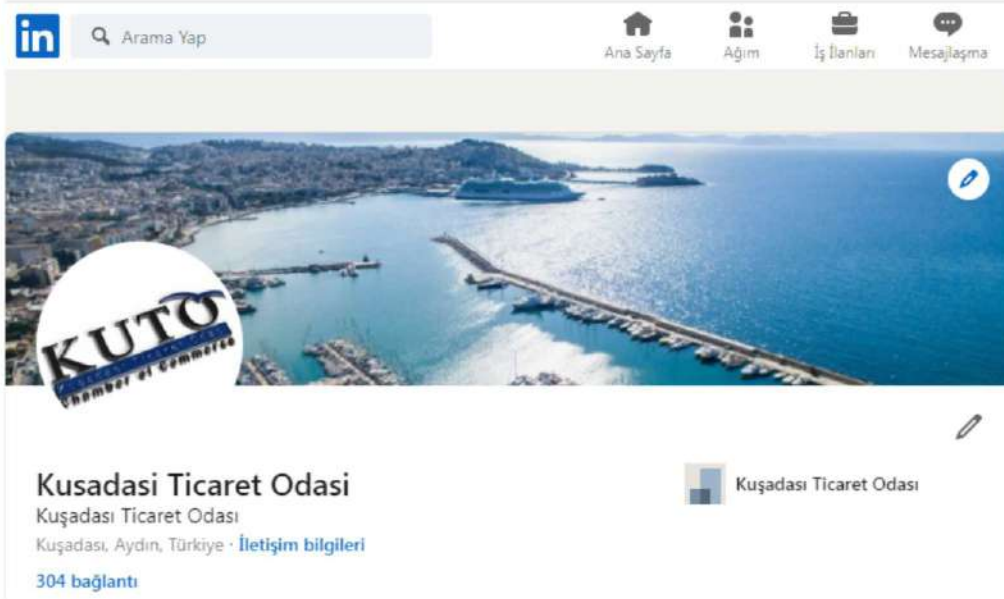 in
Arama Yap
Ana Sayfa
Ağım
İş İlanları
Mesajlaşma
KUTO
Chamber of Commerce
Kusadasi Ticaret Odasi
Kuşadası Ticaret Odası
Kuşadası Ticaret Odası
Kuşadası, Aydın, Türkiye · İletişim bilgileri
304 bağlantı